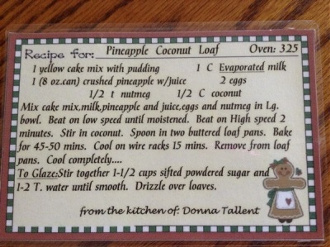 Recipe for: Pineapple Coconut Loaf Oven: 325
1 yellow cake mix with pudding 1 C Evaporated milk
1 (8 oz.can) crushed pineapple w/juice 2 eggs
1/2 t nutmeg 1/2 C coconut
Mix cake mix,milk,pineapple and juice,eggs and nutmeg in Lg.
bowl. Beat on low speed until moistened. Beat on High speed 2
minutes. Stir in coconut. Spoon in two buttered loaf pans. Bake
for 45-50 mins. Cool on wire racks 15 mins. Remove from loaf
pans. Cool completely....
To Glaze:Stir together 1-1/2 cups sifted powdered sugar and
1-2 T. water until smooth. Drizzle over loaves.
from the kitchen of: Donna Tallent